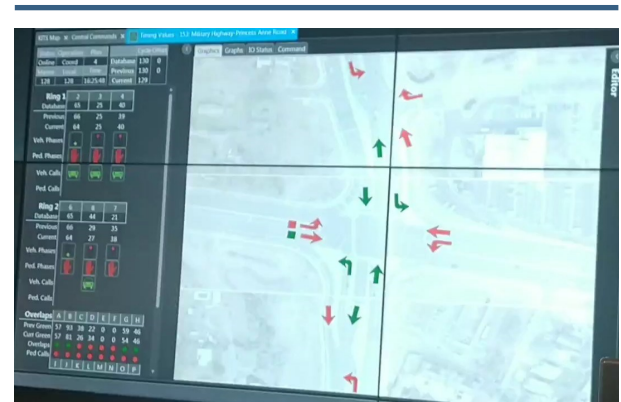 KITS Map × Central Commands × Timing Values - 153 Military Highway-Princess Anne Road ×
Status Operation Plan Cycle Offset
Online Coord 4 Database 130 0
Master Local Time Previous 130 0
128 128 16:25:48 Current 129
Graphics Graphs IO Status Command
Editor
Ring 1 2 3 4
Database 65 25 40
Previous 66 25 39
Current 64 25 40
Veh. Phases
Ped. Phases
Veh. Calls
Ped. Calls
Ring 2 6 8 7
Database 65 44 21
Previous 66 29 35
Current 64 27 38
Veh. Phases
Ped. Phases
Veh. Calls
Ped. Calls
Overlaps A B C D E F G H
Prev Green 57 93 38 22 0 0 59 46
Curr Green 57 81 26 34 0 0 54 46
Overlaps
Ped Calls
I J K L M N O P